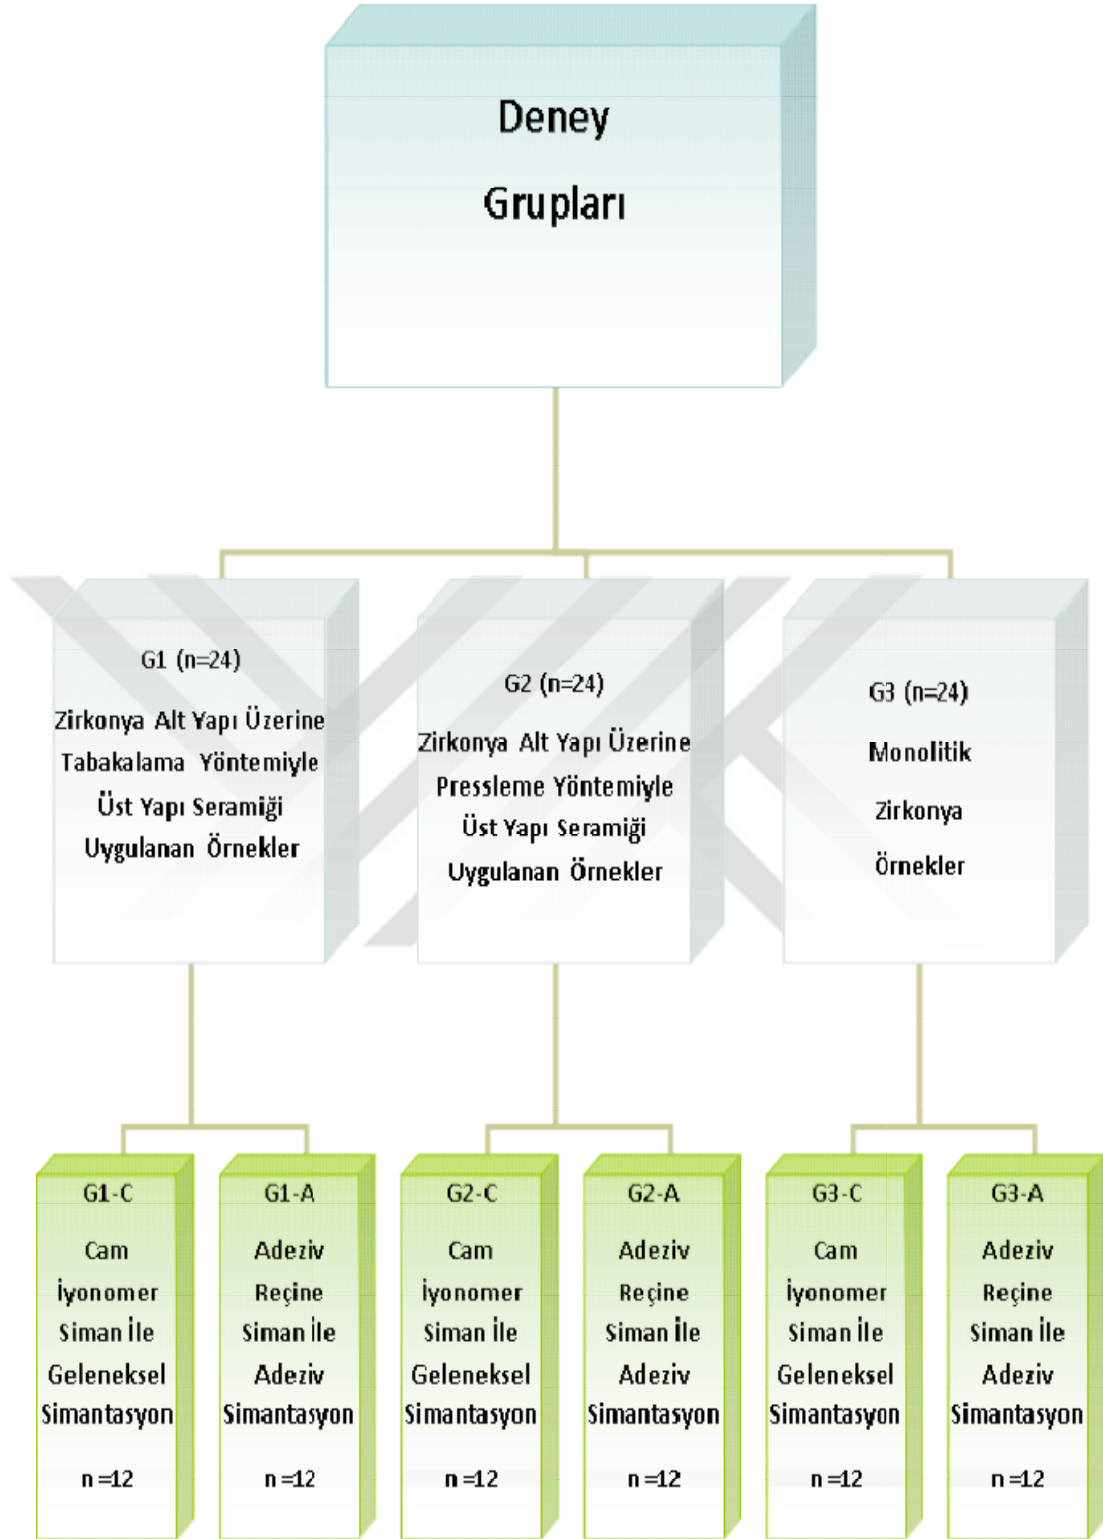 Deney
Grupları
G1 (n=24)
Zirkonya Alt Yapı Üzerine
Tabakalama Yöntemiyle
Üst Yapı Seramiği
Uygulanan Örnekler
G2 (n=24)
Zirkonya Alt Yapı Üzerine
Pressleme Yöntemiyle
Üst Yapı Seramiği
Uygulanan Örnekler
G3 (n=24)
Monolitik
Zirkonya
Örnekler
G1-C
Cam
İyonomer
Siman İle
Geleneksel
Simantasyon
n =12
G1-A
Adeziv
Reçine
Siman İle
Adeziv
Simantasyon
n =12
G2-C
Cam
İyonomer
Siman İle
Geleneksel
Simantasyon
n =12
G2-A
Adeziv
Reçine
Siman İle
Adeziv
Simantasyon
n =12
G3-C
Cam
İyonomer
Siman İle
Geleneksel
Simantasyon
n =12
G3-A
Adeziv
Reçine
Siman İle
Adeziv
Simantasyon
n =12